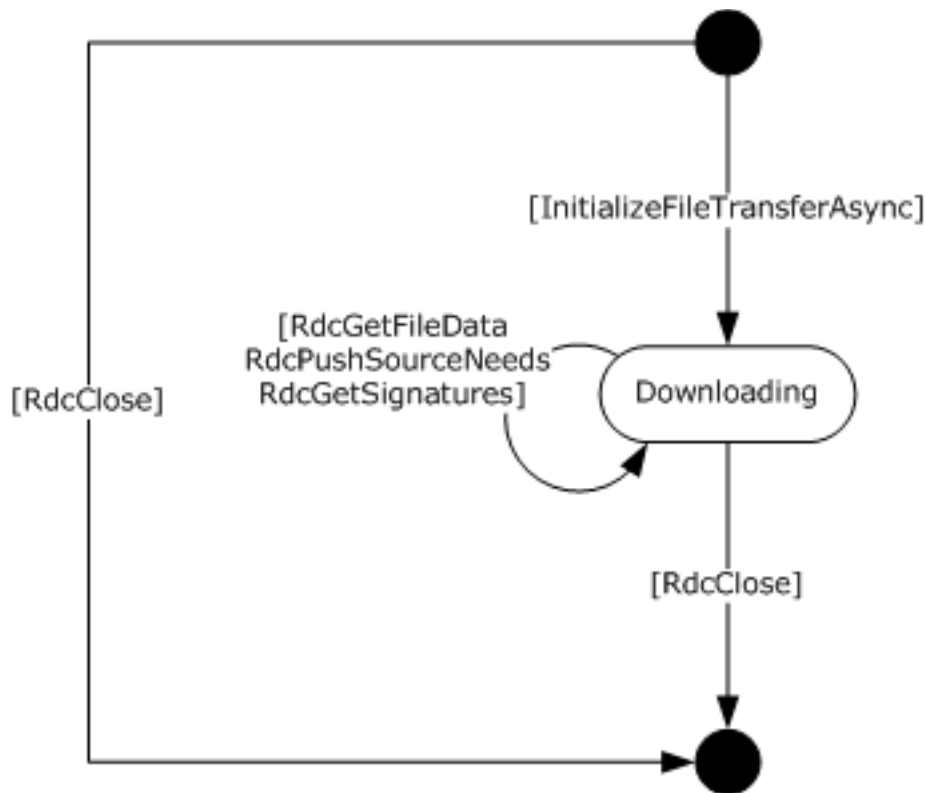 [InitializeFileTransferAsync]
[RdcGetFileData
RdcPushSourceNeeds
RdcGetSignatures]
Downloading
[RdcClose]
[RdcClose]